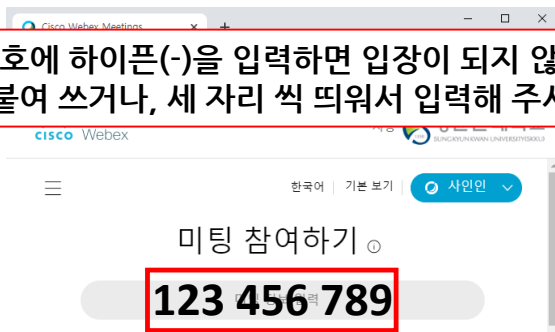 Cisco Webex Meetings
호에 하이픈(-)을 입력하면 입장이 되지 않
붙여 쓰거나, 세 자리 씩 띄워서 입력해 주
CISCO Webex
SUNGKYUNKWAN UNIVERSITY(SKKU)
한국어 기본 보기 사인인
미팅 참여하기
123 456 789